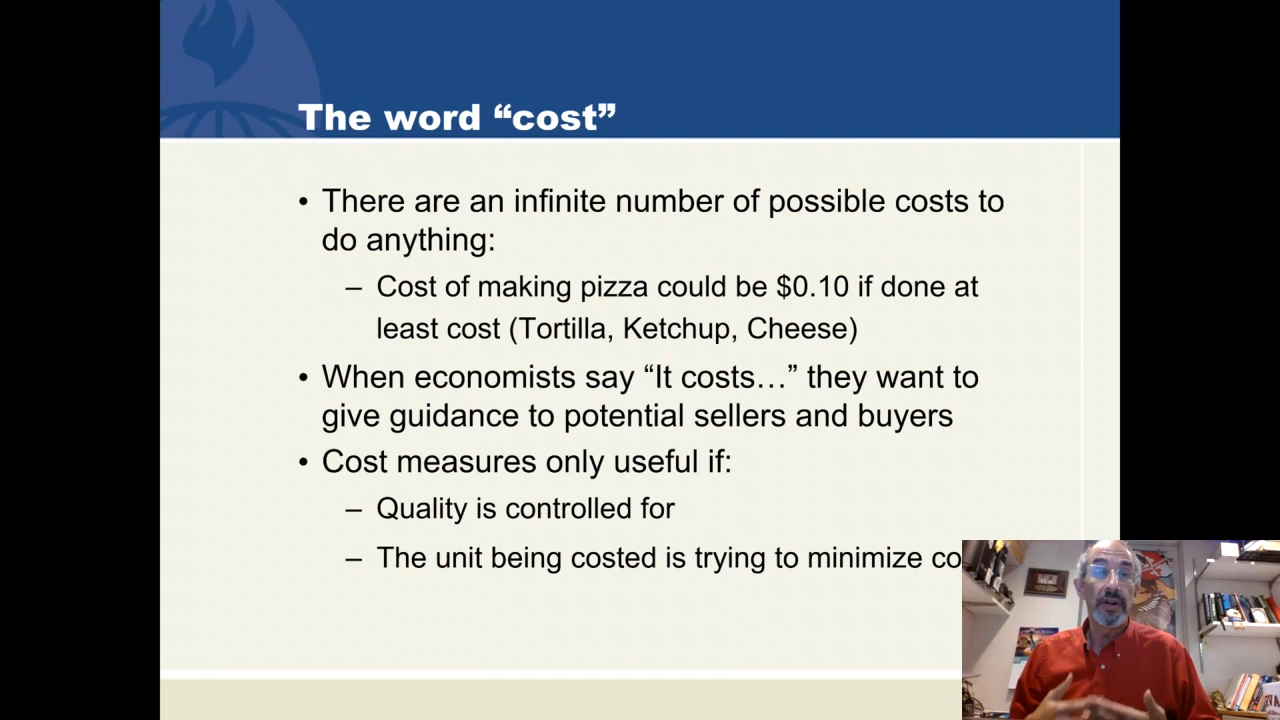 The word “cost”
• There are an infinite number of possible costs to
do anything:
– Cost of making pizza could be $0.10 if done at
least cost (Tortilla, Ketchup, Cheese)
• When economists say “It costs…” they want to
give guidance to potential sellers and buyers
• Cost measures only useful if:
– Quality is controlled for
– The unit being costed is trying to minimize co